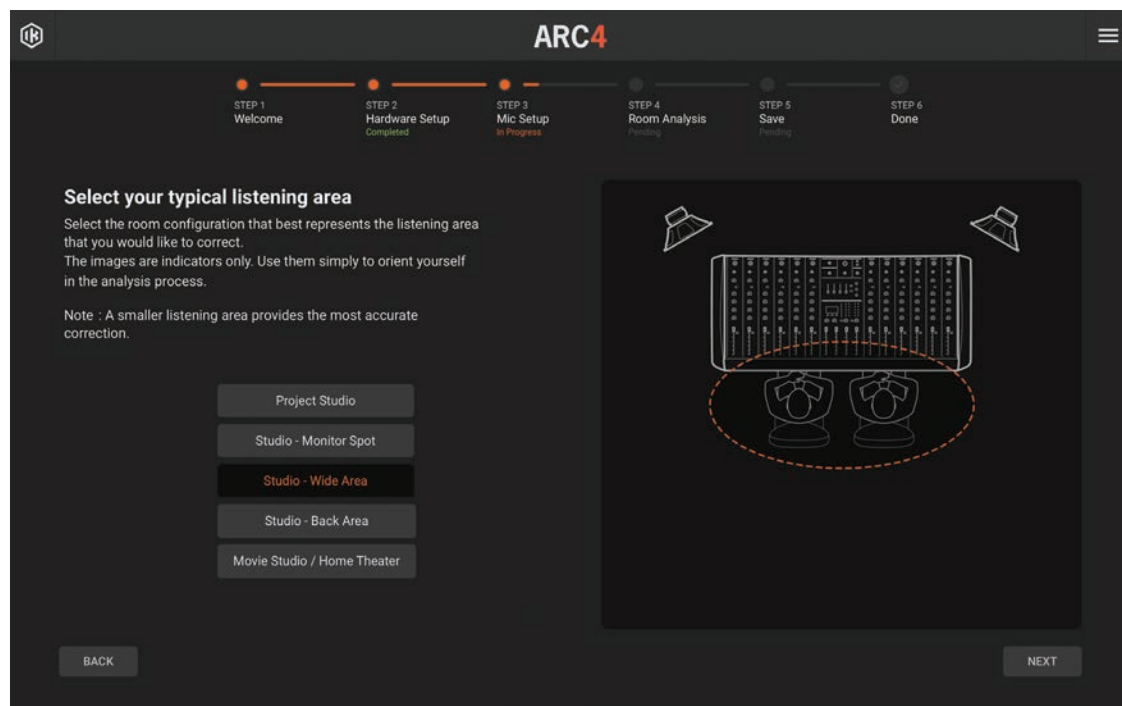 IK
ARC4
STEP 1
Welcome
STEP 2
Hardware Setup
Completed
STEP 3
Mic Setup
In Progress
STEP 4
Room Analysis
Pending
STEP 5
Save
Pending
STEP 6
Done
Select your typical listening area
Select the room configuration that best represents the listening area
that you would like to correct.
The images are indicators only. Use them simply to orient yourself
in the analysis process.
Note : A smaller listening area provides the most accurate
correction.
Project Studio
Studio - Monitor Spot
Studio - Wide Area
Studio - Back Area
Movie Studio / Home Theater
BACK
NEXT